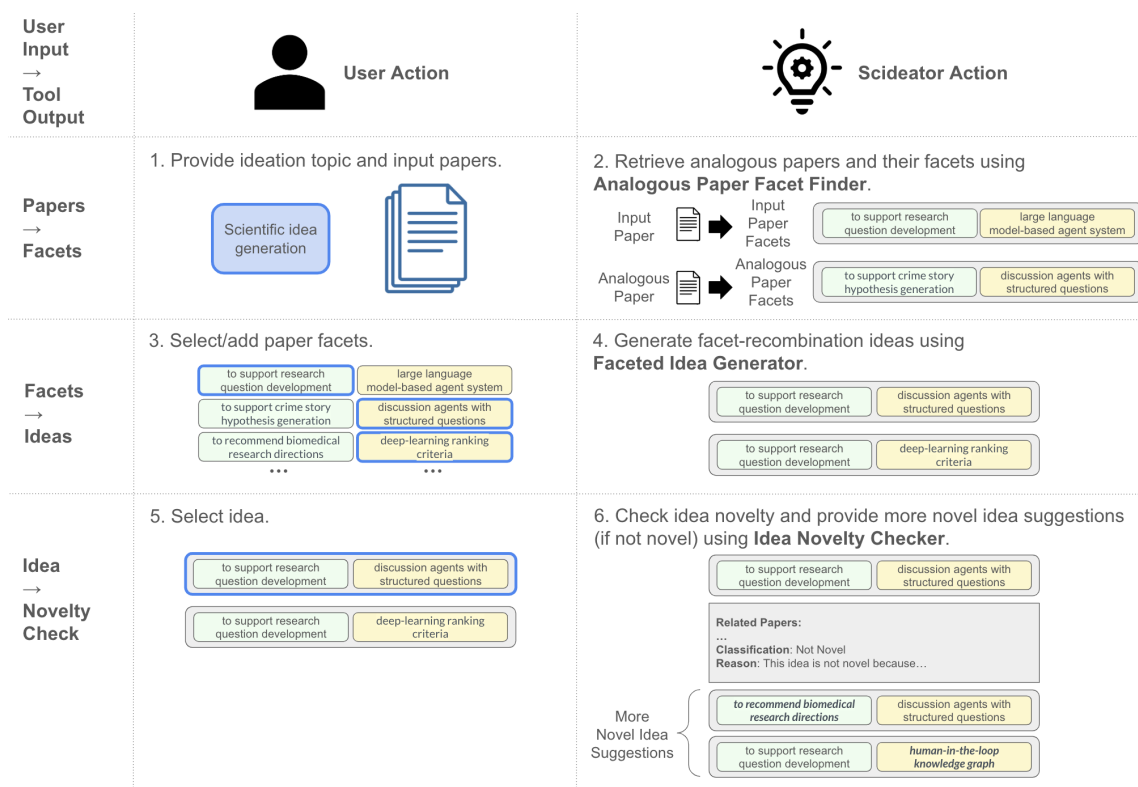 User
Input
→
Tool
Output
User Action
Scideator Action
Papers
→
Facets
1. Provide ideation topic and input papers.
Scientific idea
generation
2. Retrieve analogous papers and their facets using
Analogous Paper Facet Finder.
Input
Paper
Input
Paper
Facets
to support research
question development
large language
model-based agent system
Analogous
Paper
Analogous
Paper
Facets
to support crime story
hypothesis generation
discussion agents with
structured questions
Facets
→
Ideas
3. Select/add paper facets.
to support research
question development
large language
model-based agent system
to support crime story
hypothesis generation
discussion agents with
structured questions
to recommend biomedical
research directions
deep-learning ranking
criteria
...
...
4. Generate facet-recombination ideas using
Faceted Idea Generator.
to support research
question development
discussion agents with
structured questions
to support research
question development
deep-learning ranking
criteria
Idea
→
Novelty
Check
5. Select idea.
to support research
question development
discussion agents with
structured questions
to support research
question development
deep-learning ranking
criteria
6. Check idea novelty and provide more novel idea suggestions
(if not novel) using Idea Novelty Checker.
to support research
question development
discussion agents with
structured questions
Related Papers:
...
Classification: Not Novel
Reason: This idea is not novel because...
More
Novel Idea
Suggestions
to recommend biomedical
research directions
discussion agents with
structured questions
to support research
question development
human-in-the-loop
knowledge graph